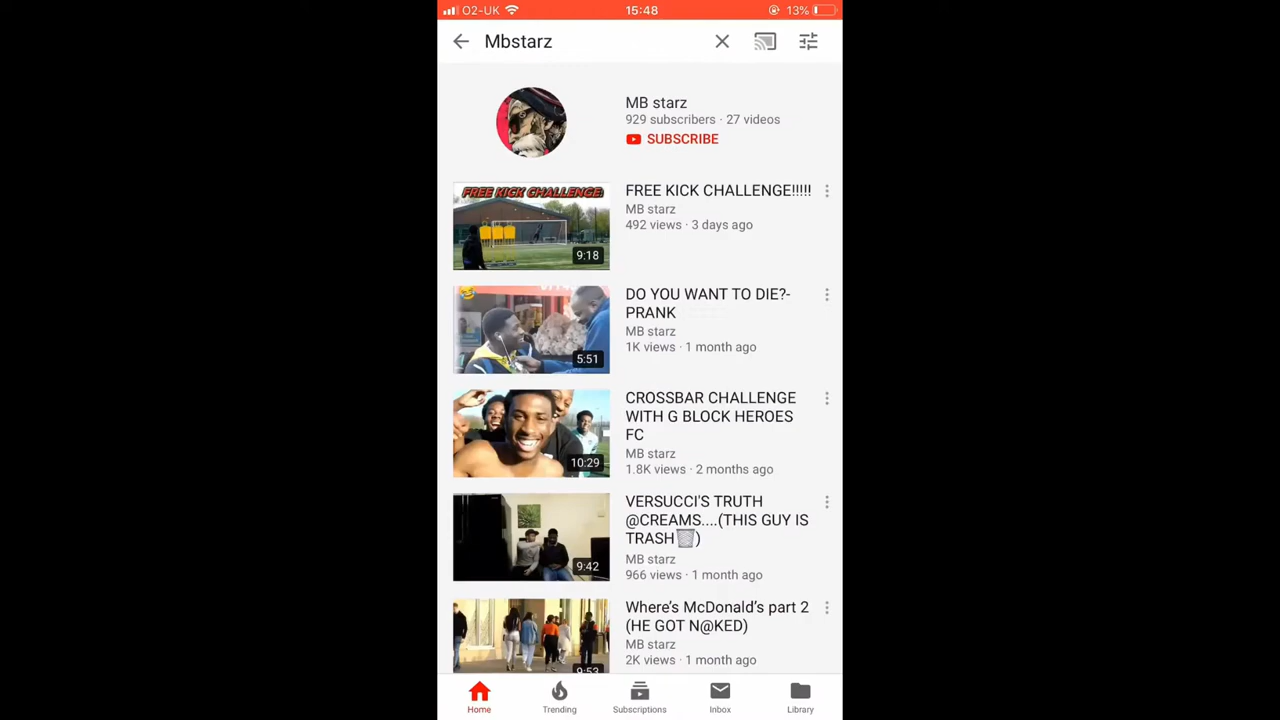 O2-UK
15:48
13%
Mbstarz
MB starz
929 subscribers · 27 videos
SUBSCRIBE
FREE KICK CHALLENGE:
9:18
FREE KICK CHALLENGE!!!!!
MB starz
492 views · 3 days ago
5:51
DO YOU WANT TO DIE?-
PRANK
MB starz
1K views · 1 month ago
10:29
CROSSBAR CHALLENGE
WITH G BLOCK HEROES
FC
MB starz
1.8K views · 2 months ago
9:42
VERSUCCI'S TRUTH
@CREAMS....(THIS GUY IS
TRASH🗑)
MB starz
966 views · 1 month ago
9:53
Where’s McDonald’s part 2
(HE GOT N@KED)
MB starz
2K views · 1 month ago
Home
Trending
Subscriptions
Inbox
Library